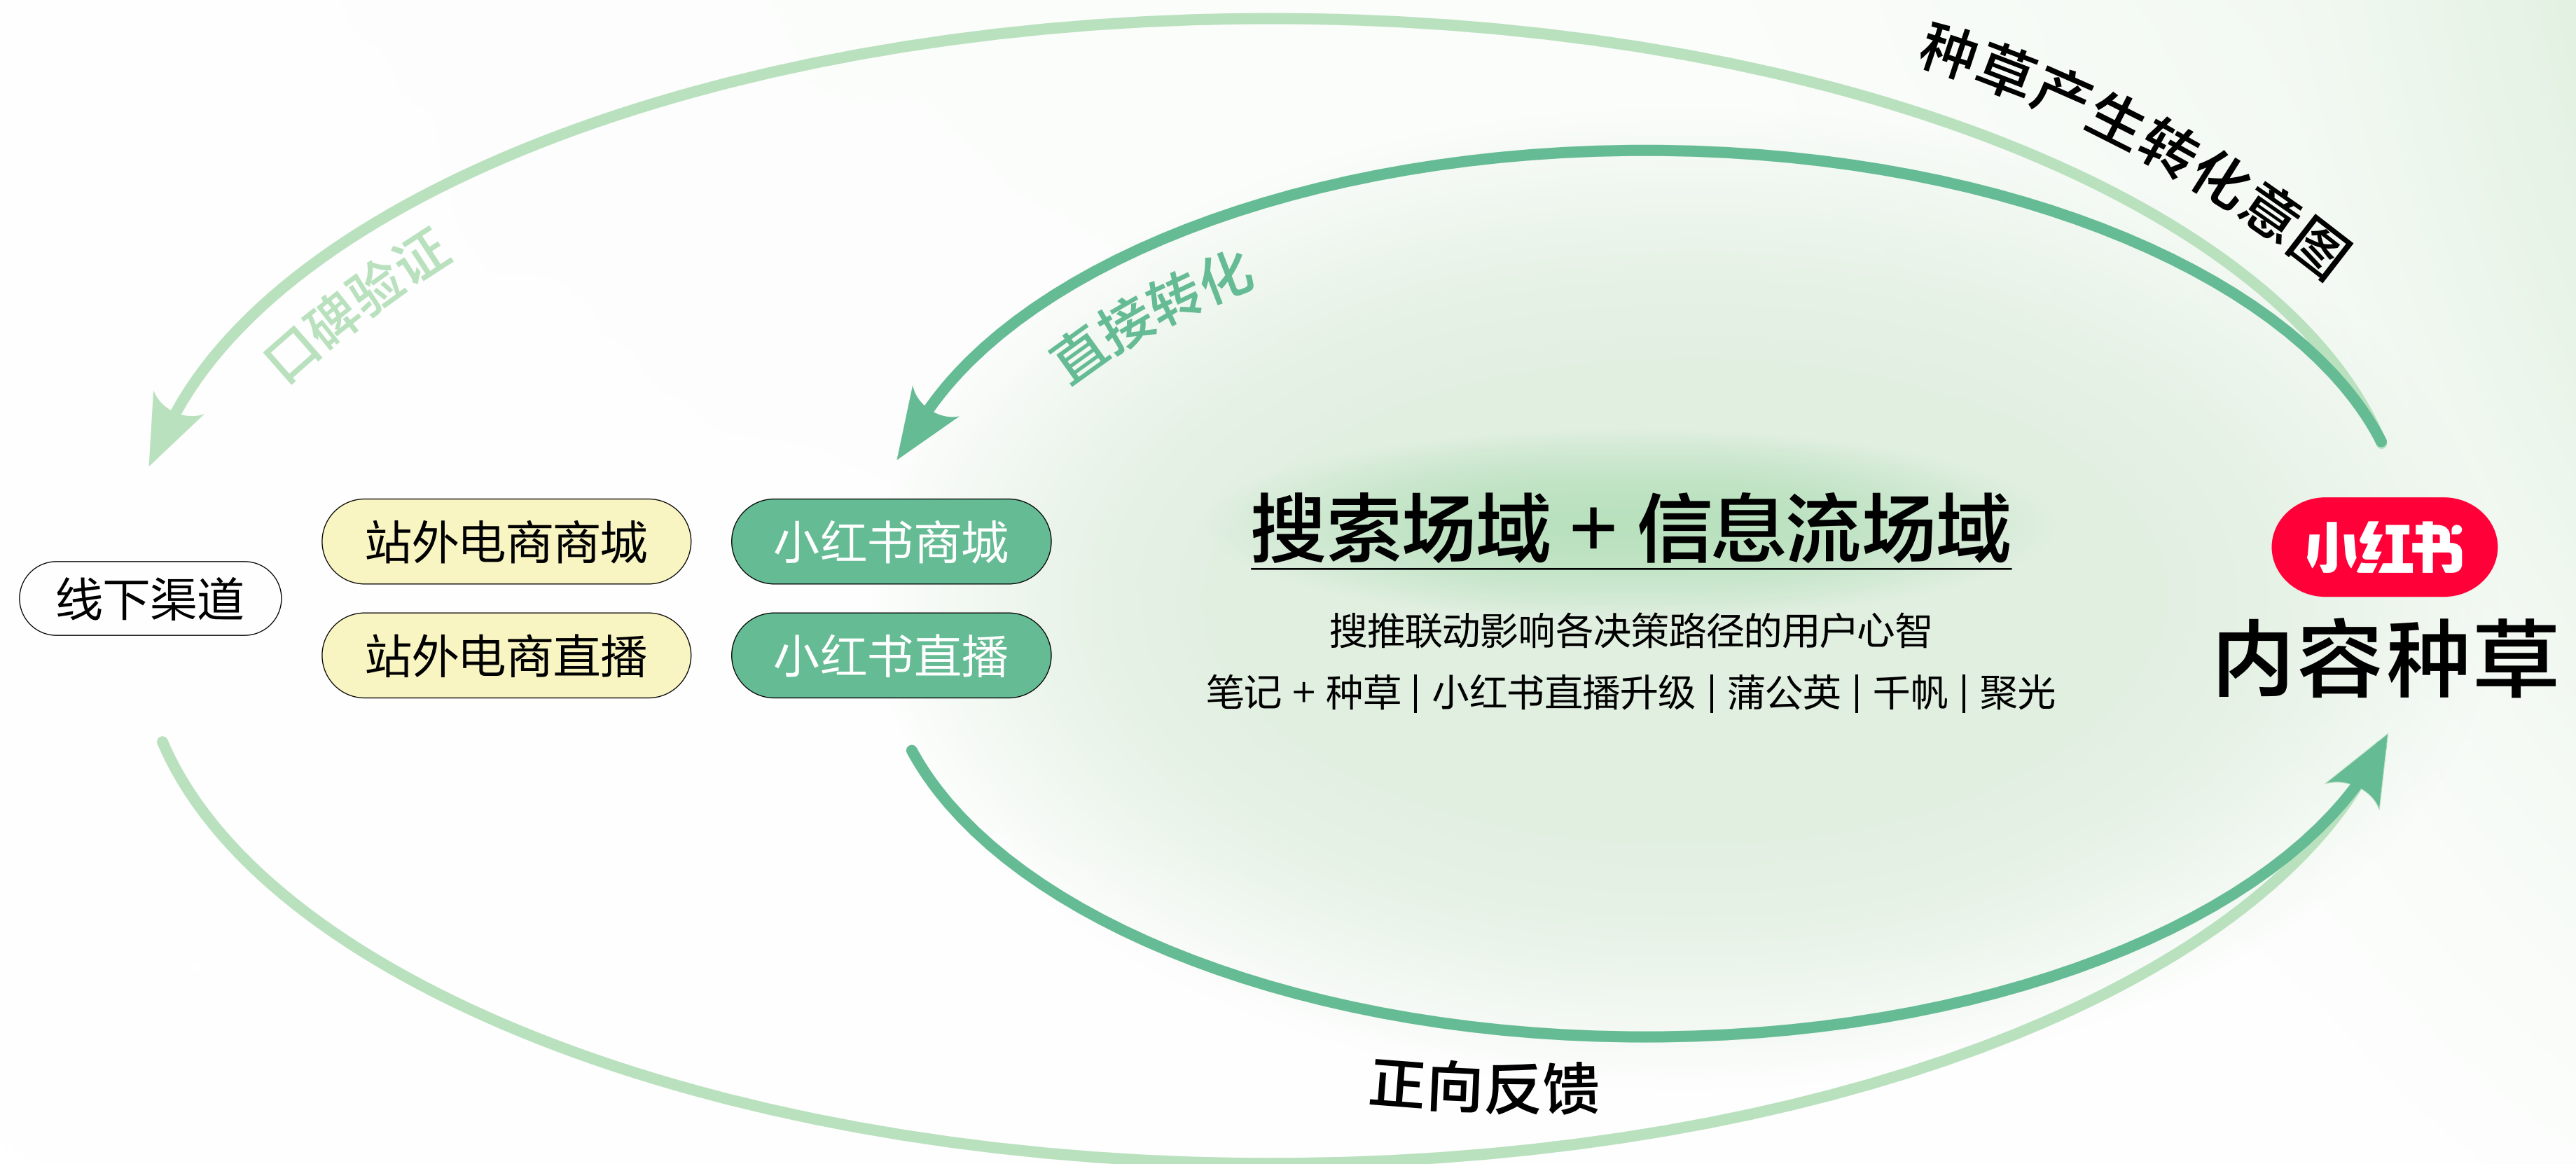 种草产生转化意图
口碑验证
直接转化
线下渠道
站外电商商城
站外电商直播
小红书商城
小红书直播
搜索场域 + 信息流场域
搜推联动影响各决策路径的用户心智
笔记 + 种草 | 小红书直播升级 | 蒲公英 | 千帆 | 聚光
小红书
内容种草
正向反馈